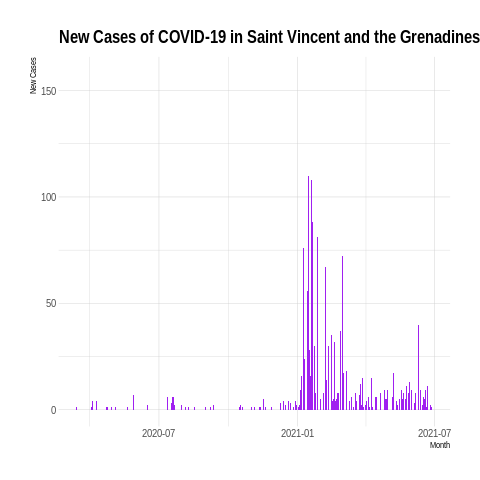 New Cases of COVID-19 in Saint Vincent and the Grenadines
New Cases
150
100
50
0
2020-07
2021-01
2021-07
Month